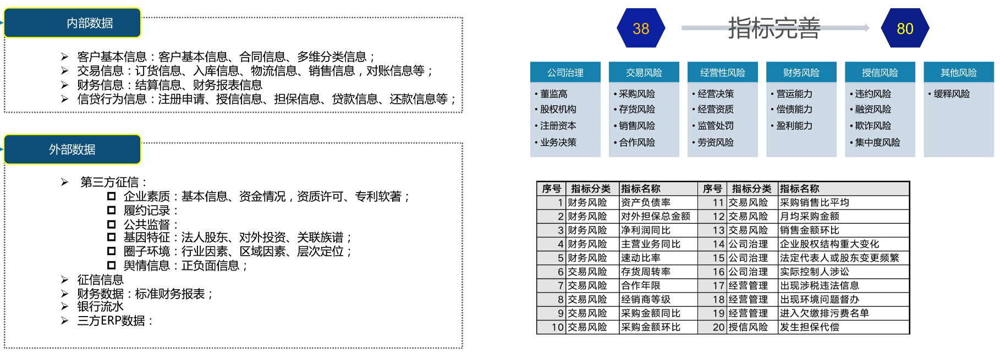 内部数据
客户基本信息：客户基本信息、合同信息、多维分类信息；
交易信息：订货信息、入库信息、物流信息、销售信息，对账信息等；
财务信息：结算信息、财务报表信息
信贷行为信息：注册申请、授信信息、担保信息、贷款信息、还款信息等；
外部数据
第三方征信：
企业素质：基本信息、资金情况，资质许可、专利软著；
履约记录：
公共监督：
基因特征：法人股东、对外投资、关联族谱；
圈子环境：行业因素、区域因素、层次定位；
舆情信息：正负面信息；
征信信息
财务数据：标准财务报表；
银行流水
三方ERP数据：
38 指标完善 80
公司治理 交易风险 经营性风险 财务风险 授信风险 其他风险
• 董监高 • 采购风险 • 经营决策 • 营运能力 • 违约风险 • 缓释风险
• 股权机构 • 存货风险 • 经营资质 • 偿债能力 • 融资风险
• 注册资本 • 销售风险 • 监管处罚 • 盈利能力 • 欺诈风险
• 业务决策 • 合作风险 • 劳资风险 • 集中度风险
序号 指标分类 指标名称 序号 指标分类 指标名称
1 财务风险 资产负债率 11 交易风险 采购销售比平均
2 财务风险 对外担保总金额 12 交易风险 月均采购金额
3 财务风险 净利润同比 13 交易风险 销售金额环比
4 财务风险 主营业务同比 14 公司治理 企业股权结构重大变化
5 财务风险 速动比率 15 公司治理 法定代表人或股东变更频繁
6 交易风险 存货周转率 16 公司治理 实际控制人涉讼
7 交易风险 合作年限 17 经营管理 出现涉税违法信息
8 交易风险 经销商等级 18 经营管理 出现环境问题督办
9 交易风险 采购金额同比 19 经营管理 进入欠缴排污费名单
10 交易风险 采购金额环比 20 授信风险 发生担保代偿